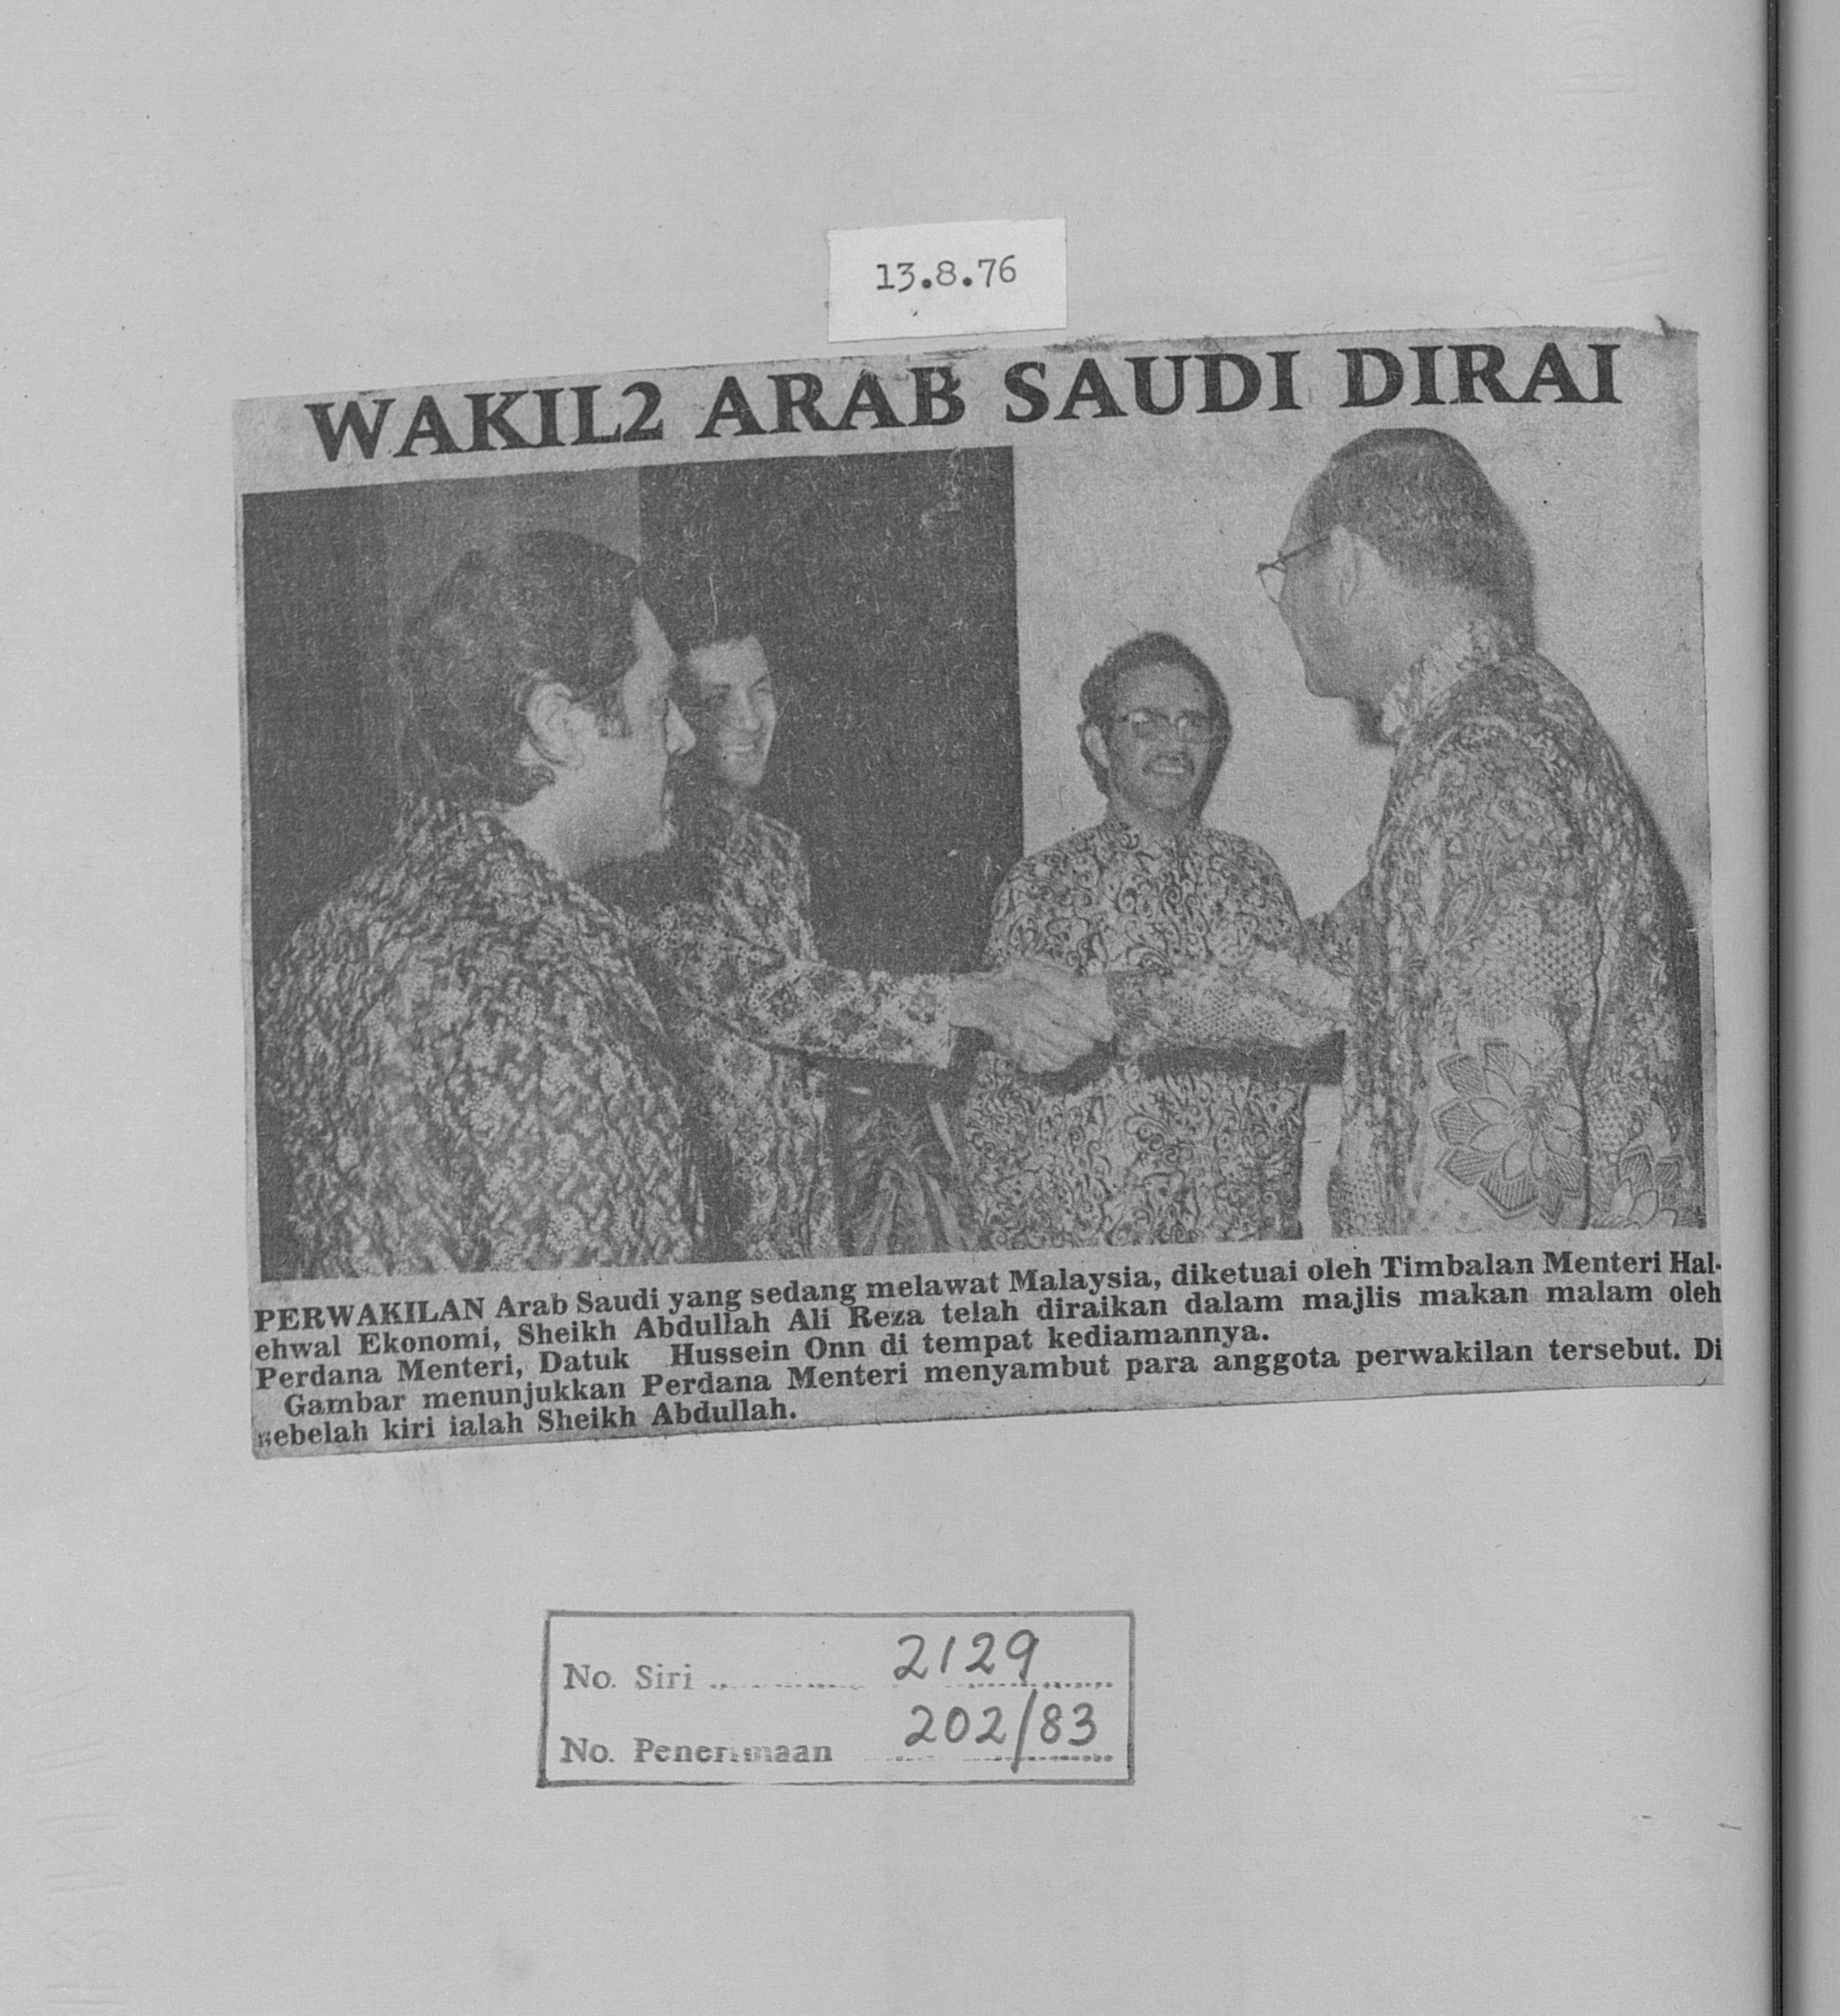 13.8.76
WAKIL2 ARAB SAUDI DIRAI
PERWAKILAN Arab Saudi yang sedang melawat Malaysia, diketuai oleh Timbalan Menteri Hal-
ehwal Ekonomi, Sheikh Abdullah Ali Reza telah diraikan dalam majlis makan malam oleh
Perdana Menteri, Datuk Hussein Onn di tempat kediamannya.
Gambar menunjukkan Perdana Menteri menyambut para anggota perwakilan tersebut. Di
sebelah kiri ialah Sheikh Abdullah.
No. Siri 2129
No. Penerimaan 202/83